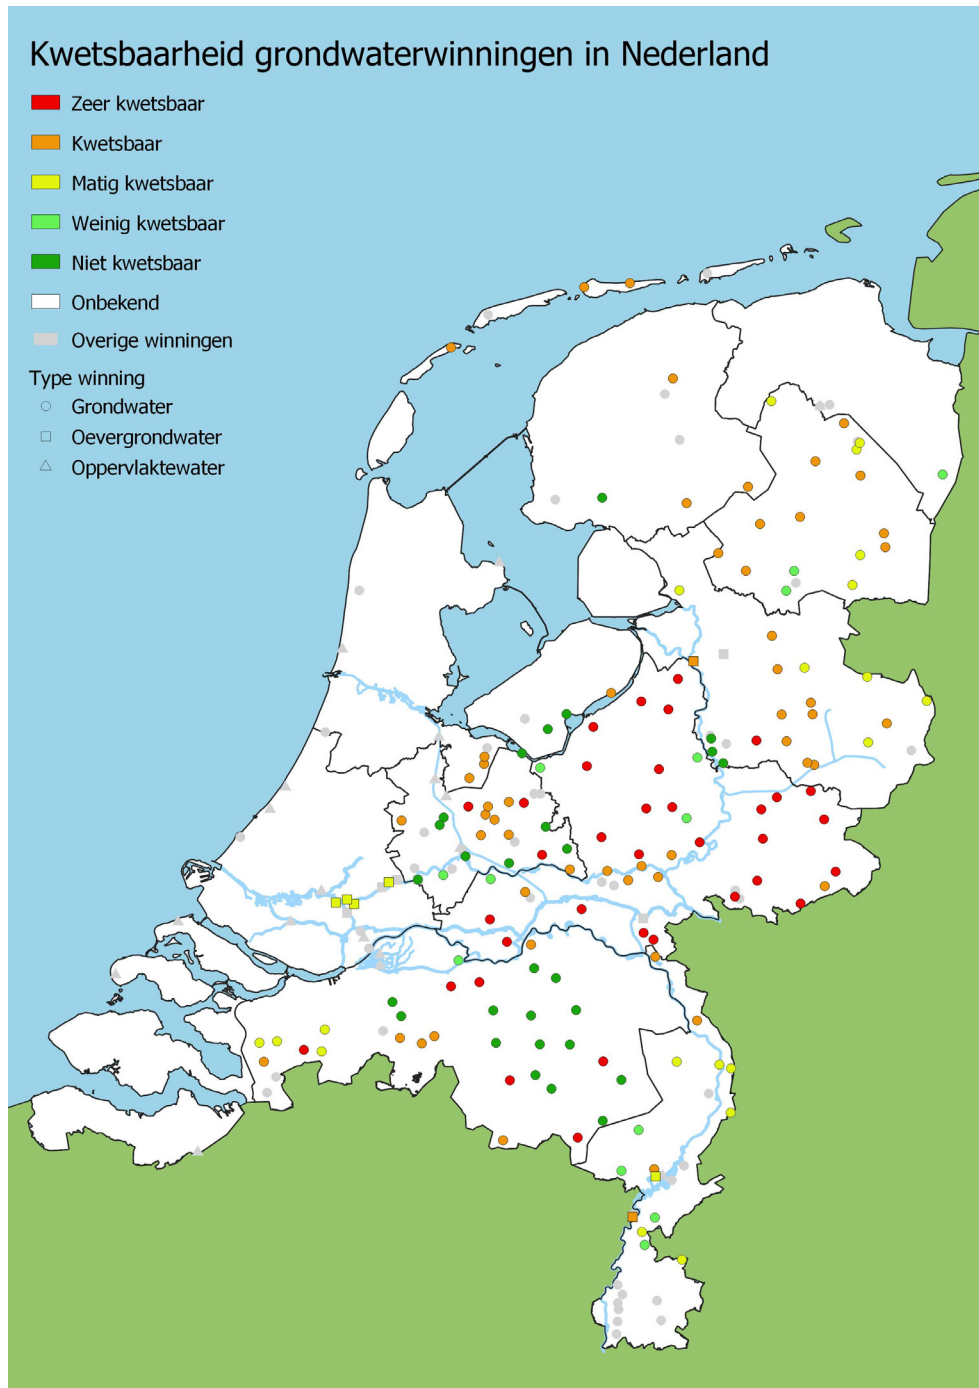 Kwetsbaarheid grondwaterwinningen in Nederland
Zeer kwetsbaar
Kwetsbaar
Matig kwetsbaar
Weinig kwetsbaar
Niet kwetsbaar
Onbekend
Overige winningen
Type winning
Grondwater
Oevergrondwater
Oppervlaktewater